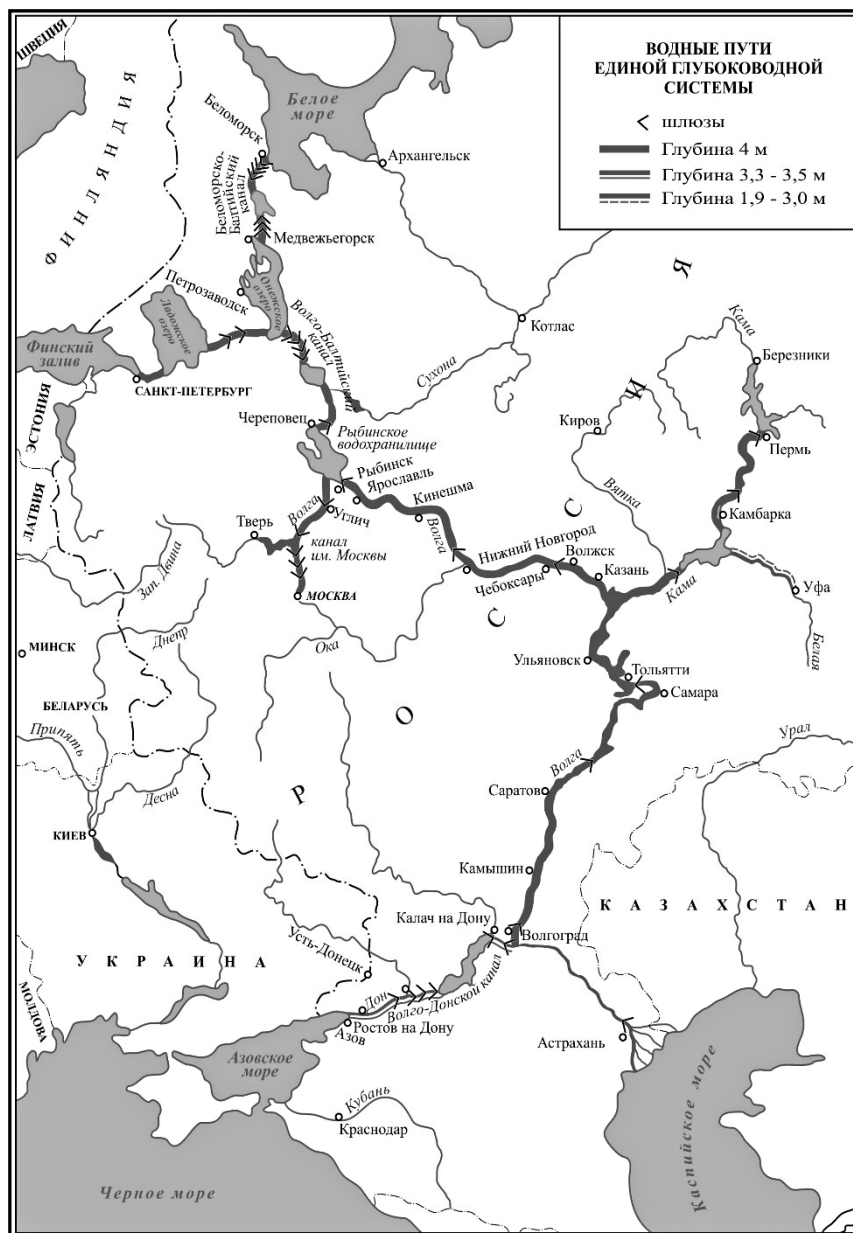 ШВЕЦИЯ
ФИНЛЯНДИЯ
ВОДНЫЕ ПУТИ
ЕДИНОЙ ГЛУБОКОВОДНОЙ
СИСТЕМЫ
шлюзы
Глубина 4 м
Глубина 3,3 - 3,5 м
Глубина 1,9 - 3,0 м
Белое
море
Беломорск
Архангельск
Беломорско-
Балтийский
канал
Медвежьегорск
Петрозаводск
Онежское
озеро
Ладожское
озеро
Волго-Балтийский
канал
Котлас
Кама
Финский
залив
Березники
САНКТ-ПЕТЕРБУРГ
Сухона
ЭСТОНИЯ
Череповец
Рыбинское
водохранилище
Киров
Пермь
ЛАТВИЯ
Рыбинск
Ярославль
Вятка
Кинешма
Волга
Углич
Волга
Камбарка
Тверь
канал
им. Москвы
Нижний Новгород
Волжск
Чебоксары
Казань
Зап. Двина
МОСКВА
Кама
Уфа
Днепр
Ока
Белая
МИНСК
Ульяновск
Тольятти
Самара
БЕЛАРУСЬ
РОССИЯ
Припять
Урал
Волга
Десна
Саратов
КИЕВ
Камышин
КАЗАХСТАН
Калач на Дону
Усть-Донецк
Волгоград
УКРАИНА
МОЛДОВА
Дон
Волго-Донской канал
Ростов на Дону
Азов
Астрахань
Азовское
море
Кубань
Краснодар
Каспийское море
Черное море